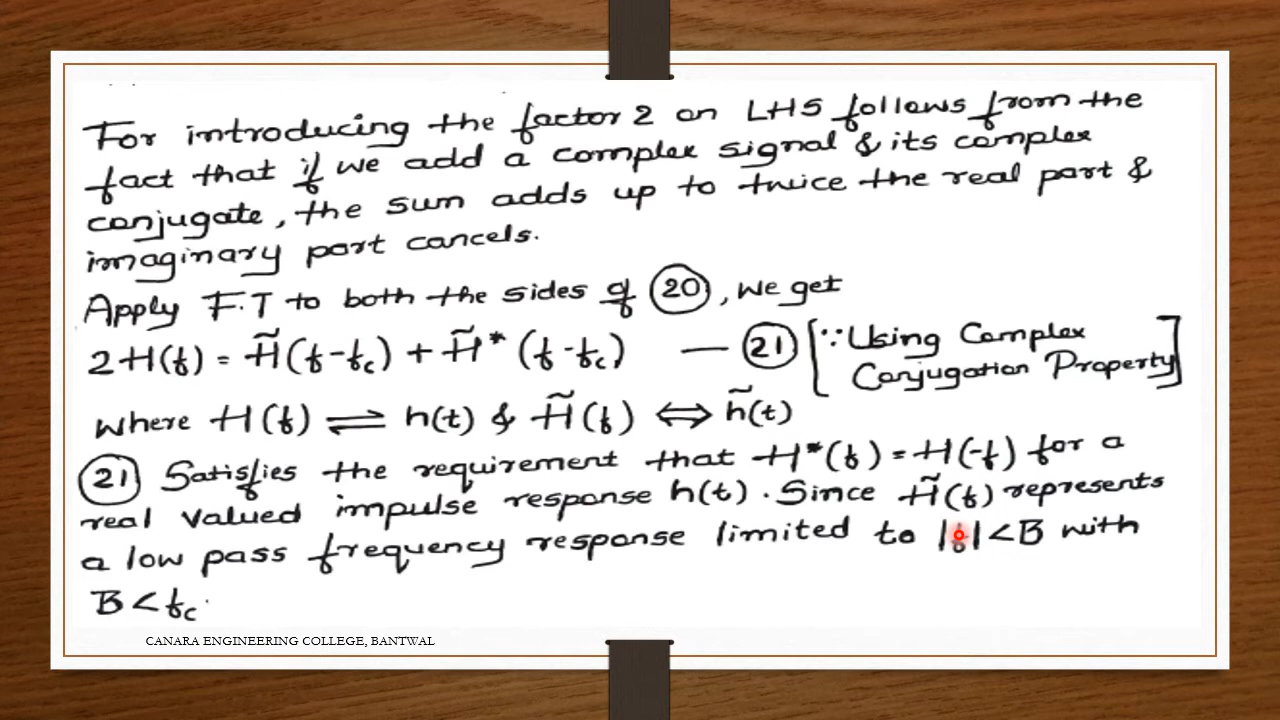 For introducing the factor 2 on LHS follows from the
fact that if we add a complex signal & its complex
conjugate, the sum adds up to twice the real part &
imaginary part cancels.
Apply F.T to both the sides of (20), we get
2H(f) = H̃(f-fc) + H̃*(f-fc) — (21) [∵ Using Complex
Conjugation Property]
where H(f) ⇌ h(t) & H̃(f) ⇔ h̃(t)
(21) Satisfies the requirement that H*(f) = H(-f) for a
real valued impulse response h(t). Since H̃(f) represents
a low pass frequency response limited to |f| < B with
B < fc.
CANARA ENGINEERING COLLEGE, BANTWAL